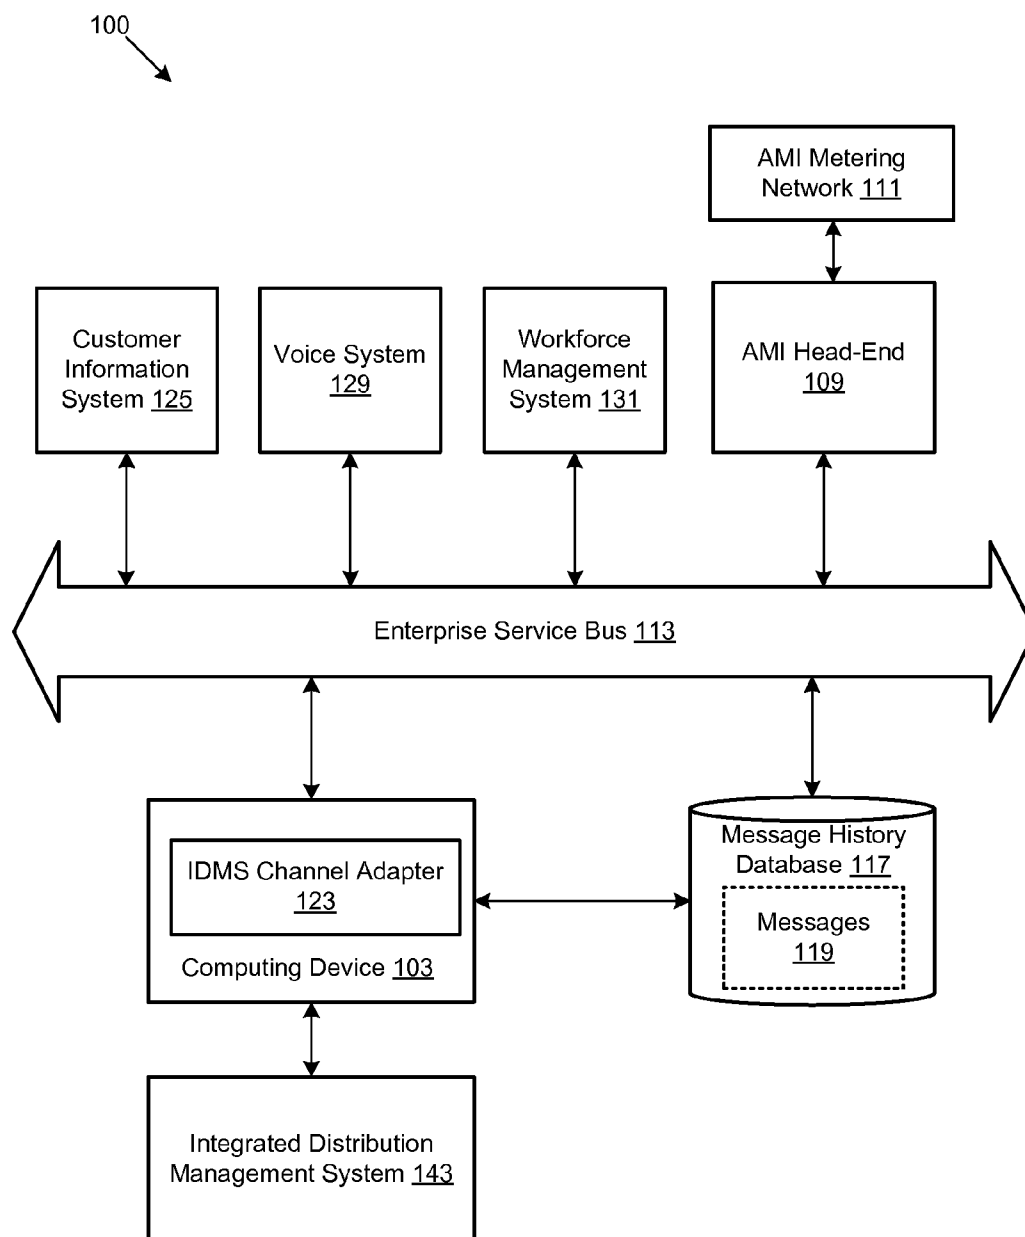 100
AMI Metering
Network 111
Customer
Information
System 125
Voice System
129
Workforce
Management
System 131
AMI Head-End
109
Enterprise Service Bus 113
IDMS Channel Adapter
123
Computing Device 103
Message History
Database 117
Messages
119
Integrated Distribution
Management System 143